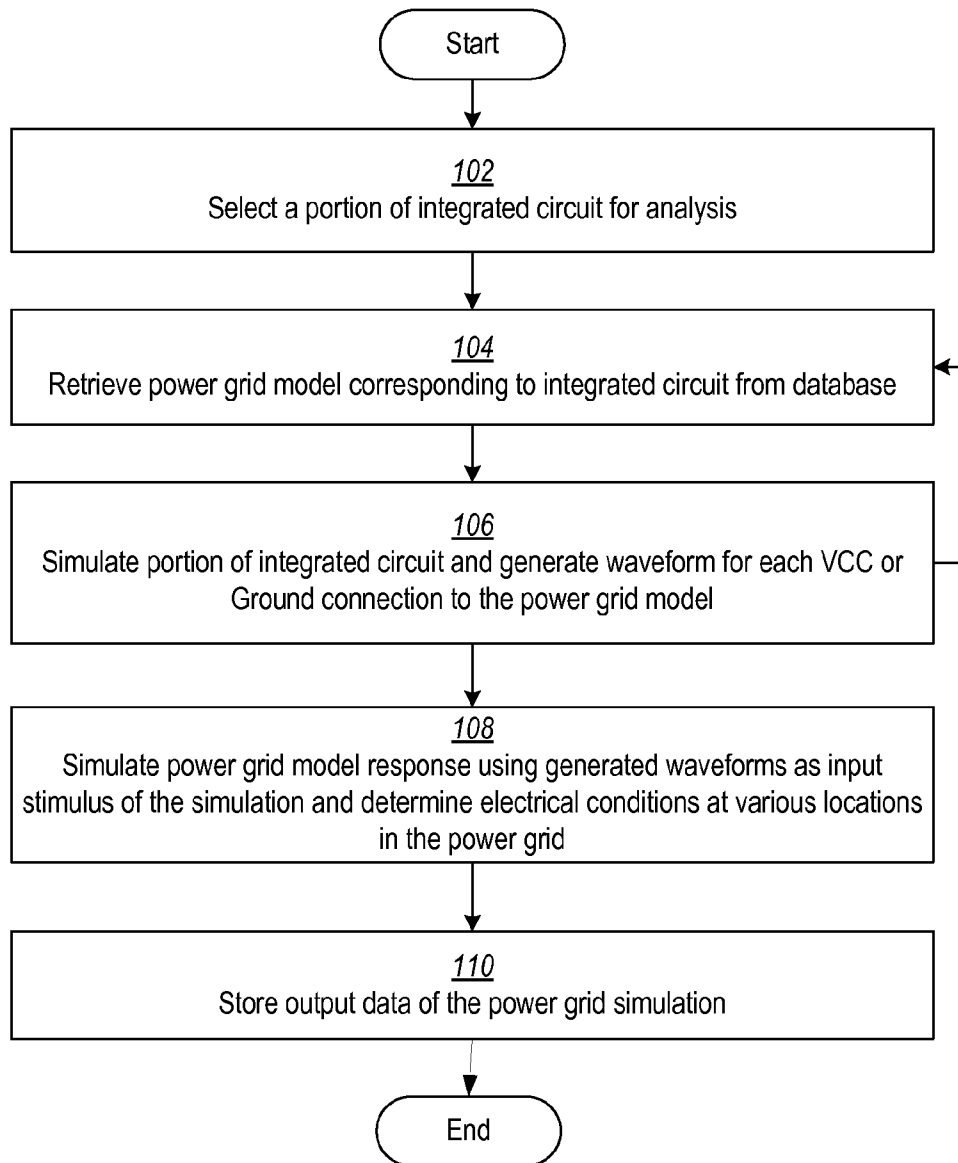 Start
102
Select a portion of integrated circuit for analysis
104
Retrieve power grid model corresponding to integrated circuit from database
106
Simulate portion of integrated circuit and generate waveform for each VCC or
Ground connection to the power grid model
108
Simulate power grid model response using generated waveforms as input
stimulus of the simulation and determine electrical conditions at various locations
in the power grid
110
Store output data of the power grid simulation
End